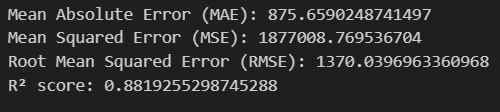 Mean Absolute Error (MAE): 875.6590248741497
Mean Squared Error (MSE): 1877008.769536704
Root Mean Squared Error (RMSE): 1370.0396963360968
R² score: 0.8819255298745288